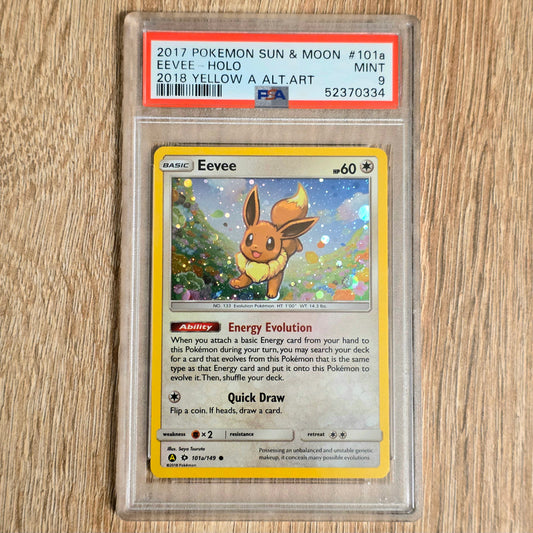 2017 POKEMON SUN & MOON #101a
EEVEE - HOLO MINT
2018 YELLOW A ALT.ART 9
PSA 52370334
BASIC Eevee HP 60
NO. 133 Evolution Pokémon. HT: 1'00" WT: 14.3 lbs.
Ability Energy Evolution
When you attach a basic Energy card from your hand to
this Pokémon during your turn, you may search your deck
for a card that evolves from this Pokémon that is the same
type as that Energy card and put it onto this Pokémon to
evolve it. Then, shuffle your deck.
Quick Draw
Flip a coin. If heads, draw a card.
weakness ×2 resistance retreat
Illus. Saya Tsuruta
A 101a/149
©2018 Pokémon
Possessing an unbalanced and unstable genetic
makeup, it conceals many possible evolutions.